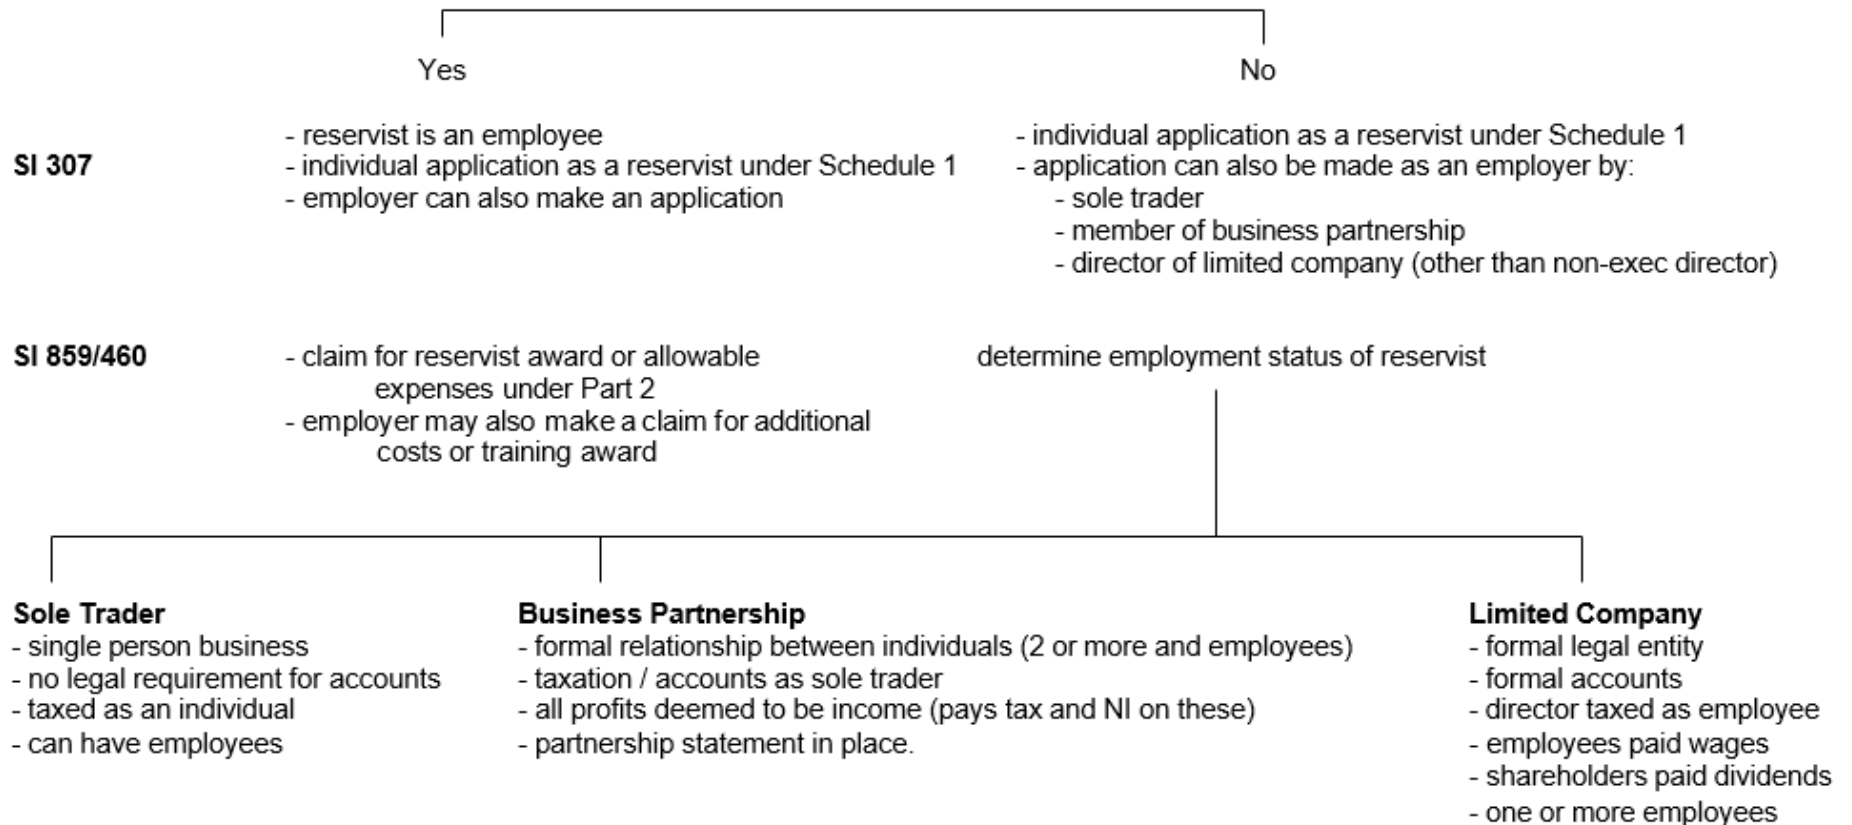 Yes
No
SI 307
- reservist is an employee
- individual application as a reservist under Schedule 1
- employer can also make an application
- individual application as a reservist under Schedule 1
- application can also be made as an employer by:
- sole trader
- member of business partnership
- director of limited company (other than non-exec director)
SI 859/460
- claim for reservist award or allowable
expenses under Part 2
- employer may also make a claim for additional
costs or training award
determine employment status of reservist
Sole Trader
- single person business
- no legal requirement for accounts
- taxed as an individual
- can have employees
Business Partnership
- formal relationship between individuals (2 or more and employees)
- taxation / accounts as sole trader
- all profits deemed to be income (pays tax and NI on these)
- partnership statement in place.
Limited Company
- formal legal entity
- formal accounts
- director taxed as employee
- employees paid wages
- shareholders paid dividends
- one or more employees